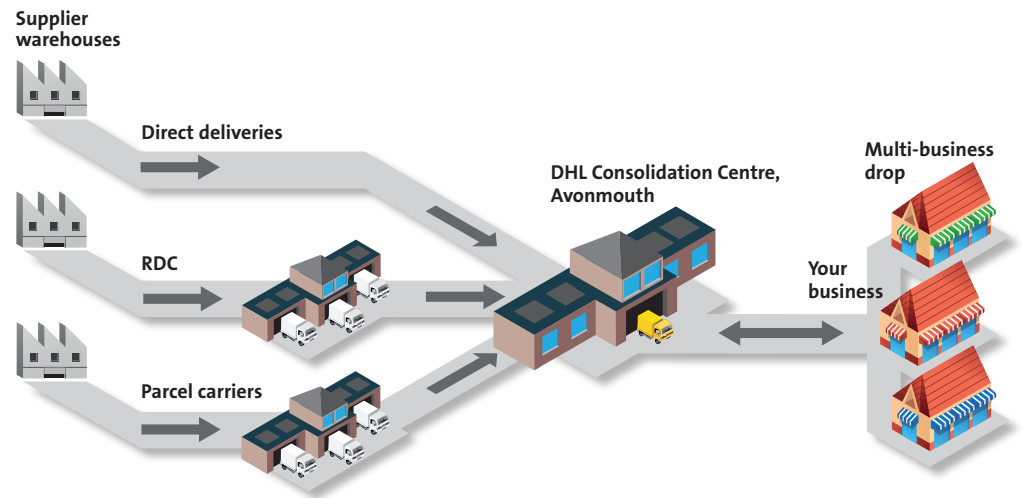 Supplier
warehouses
Direct deliveries
RDC
Parcel carriers
DHL Consolidation Centre,
Avonmouth
Your
business
Multi-business
drop